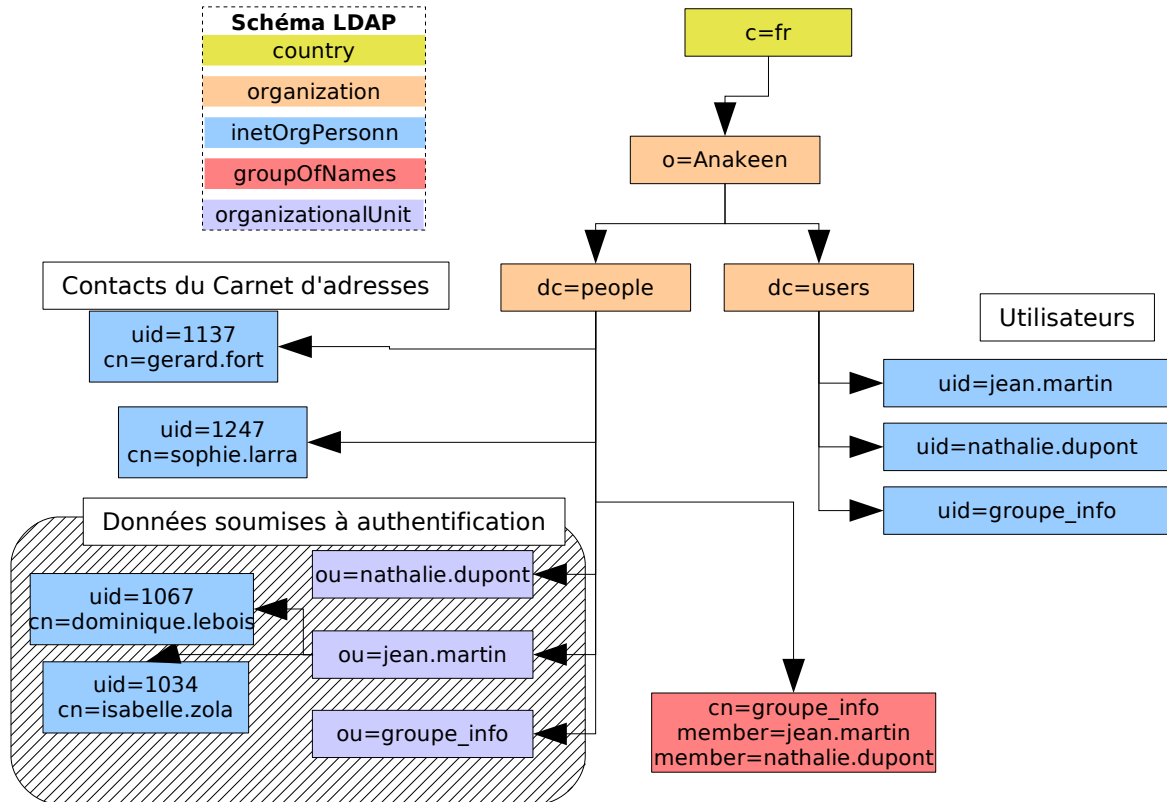 Schéma LDAP
country
organization
inetOrgPersonn
groupOfNames
organizationalUnit
c=fr
o=Anakeen
dc=people
dc=users
Contacts du Carnet d'adresses
uid=1137
cn=gerard.fort
uid=1247
cn=sophie.larra
Utilisateurs
uid=jean.martin
uid=nathalie.dupont
uid=groupe_info
Données soumises à authentification
ou=nathalie.dupont
uid=1067
cn=dominique.lebois
ou=jean.martin
uid=1034
cn=isabelle.zola
ou=groupe_info
cn=groupe_info
member=jean.martin
member=nathalie.dupont